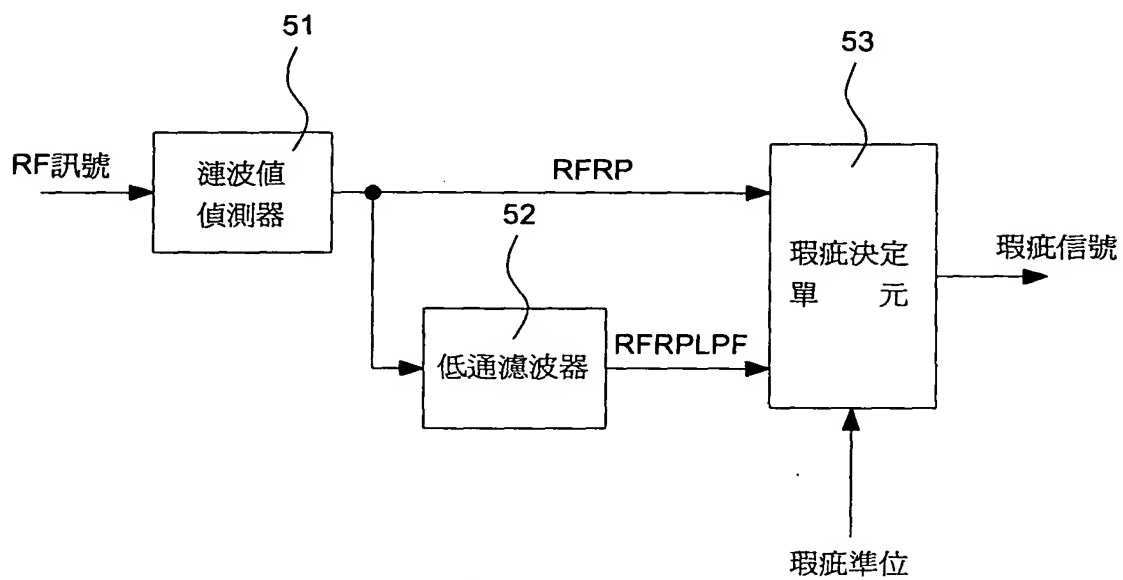 51
53
RF訊號
漣波值
偵測器
RFRP
52
瑕疵決定
單 元
瑕疵信號
低通濾波器
RFRPLPF
瑕疵準位